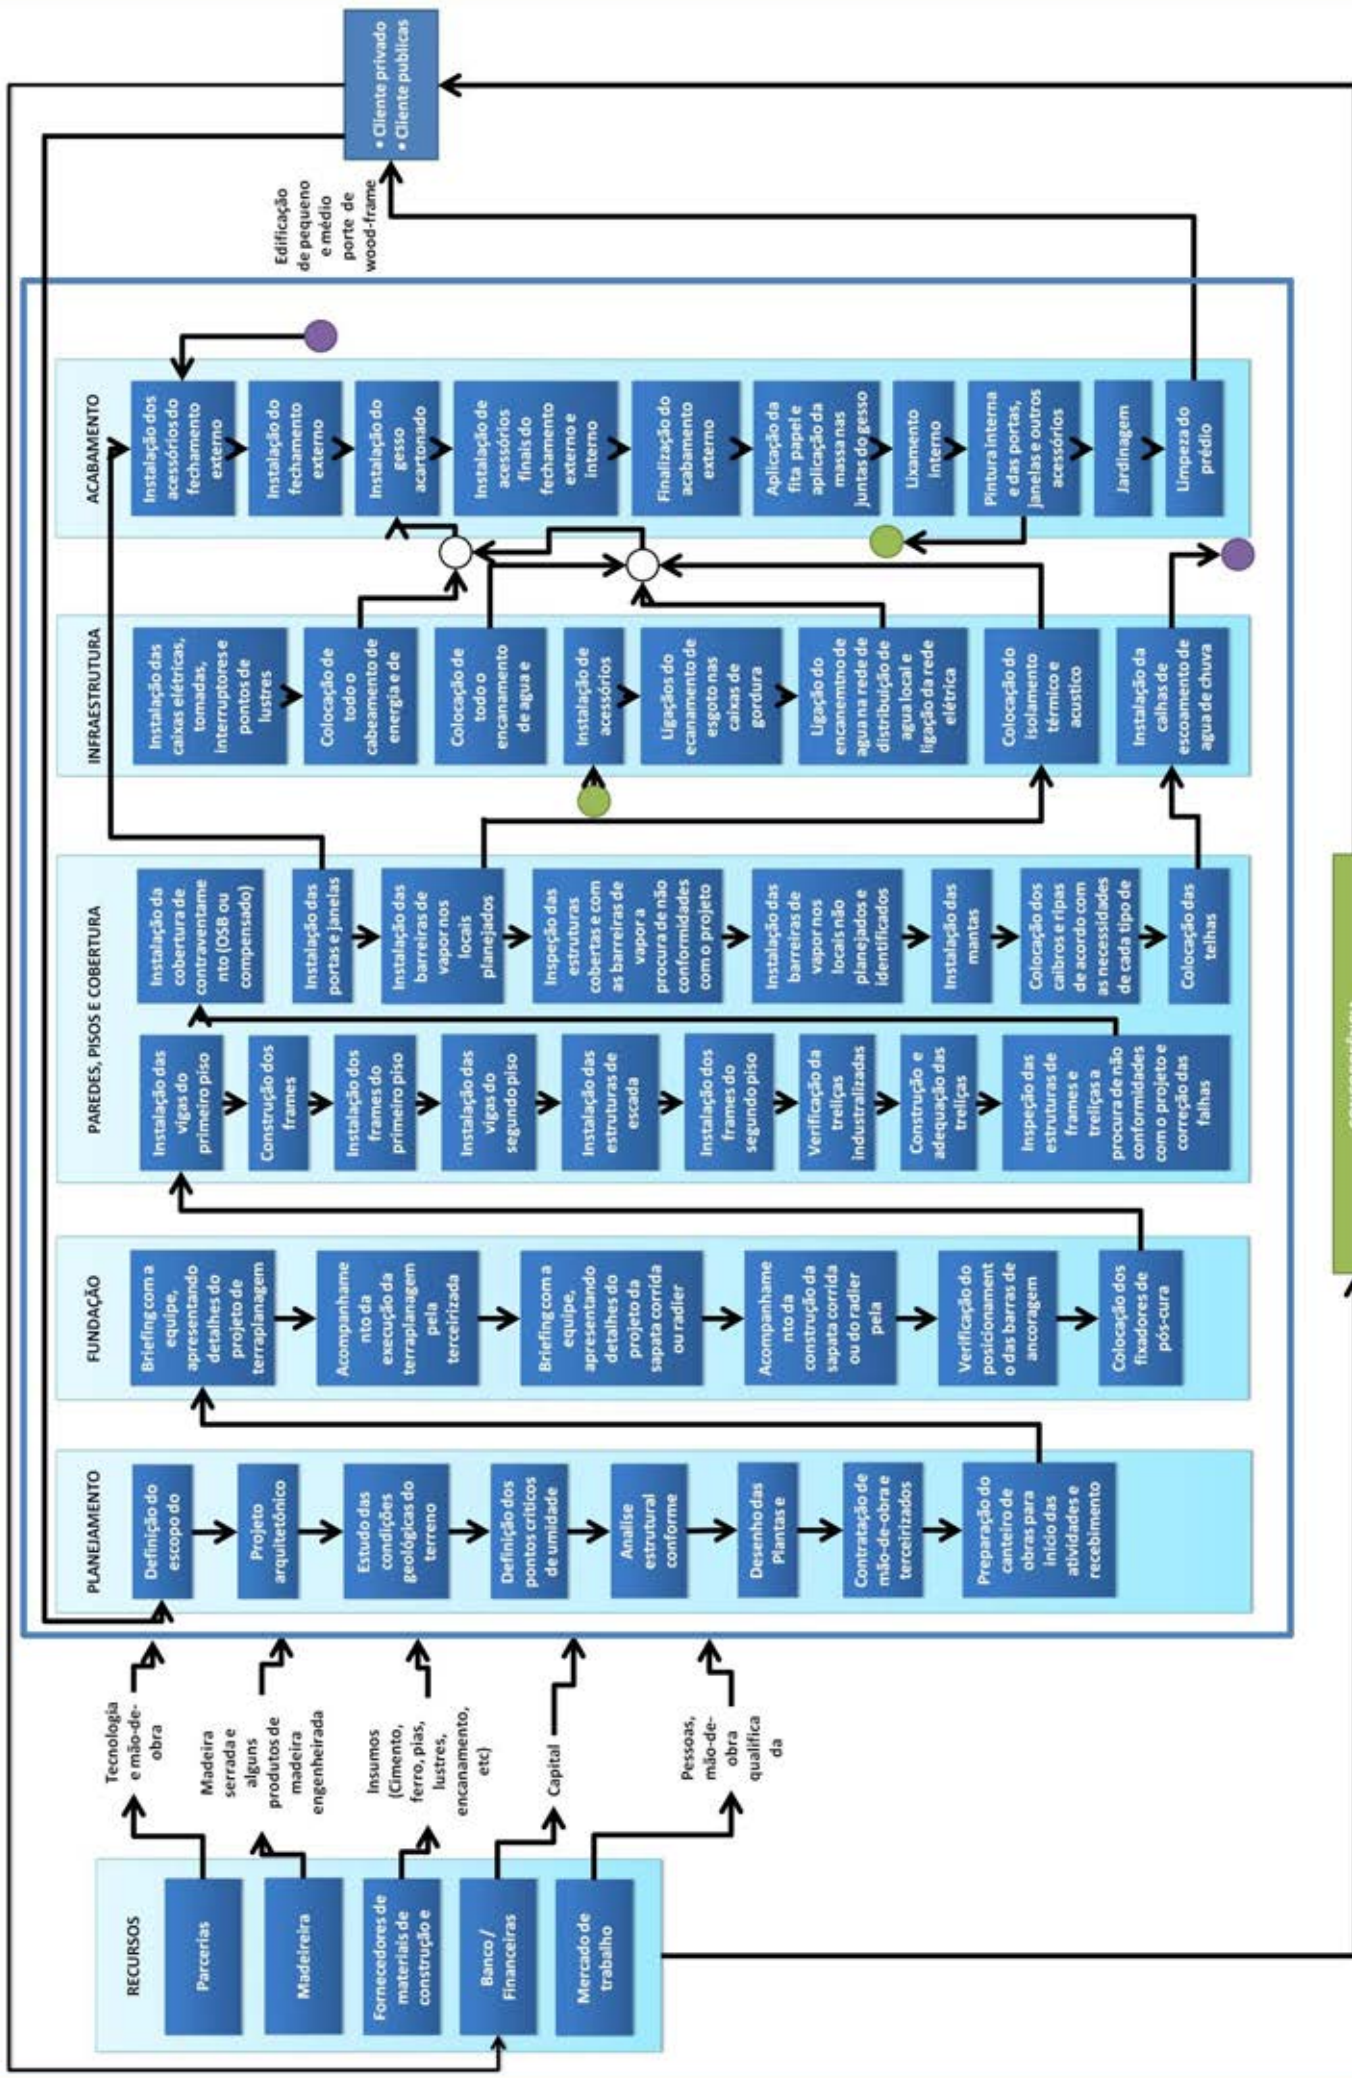 RECURSOS
Parcerias
Madeireira
Fornecedores de
materiais de
construção e
Banco /
Financeiras
Mercado de
trabalho
Tecnologia
e mão-de-
obra
Madeira
serrada e
alguns
produtos de
madeira
engenheirada
Insumos
(Cimento,
ferro, pias,
lustres,
encanamento,
etc)
Capital
Pessoas,
mão-de-
obra
qualifica
da
PLANEJAMENTO
Definição do
escopo do
Projeto
arquitetônico
Estudo das
condições
geológicas do
terreno
Definição dos
pontos criticos
de umidade
Analise
estrutural
conforme
Desenho das
Plantas e
Contratação de
mão-de-obra e
terceirizados
Preparação do
canteiro de
obras para
inicio das
atividades e
recebimento
FUNDAÇÃO
Briefing com a
equipe,
apresentando
detalhes do
projeto de
terraplanagem
Acompanhame
nto da
execução da
terraplanagem
pela
terceirizada
Briefing com a
equipe,
apresentando
detalhes do
projeto da
sapata corrida
ou radier
Acompanhame
nto da
construção da
sapata corrida
ou do radier
pela
Verificação do
posicionament
o das barras de
ancoragem
Colocação dos
fixadores de
pós-cura
PAREDES, PISOS E COBERTURA
Instalação das
vigas do
primeiro piso
Construção dos
frames
Instalação dos
frames do
primeiro piso
Instalação das
vigas do
segundo piso
Instalação das
estruturas de
escada
Instalação dos
frames do
segundo piso
Verificação da
treliças
industralizadas
Construção e
adequação das
treliças
Inspeção das
estruturas de
frames e
treliças a
procura de não
conformidades
com o projeto e
correção das
falhas
Instalação da
cobertura de
contraventame
nto (OSB ou
compensado)
Instalação das
portas e janelas
Instalação das
barreiras de
vapor nos
locais
planejados
Inspeção das
estruturas
cobertas e com
as barreiras de
vapor a
procura de não
conformidades
com o projeto
Instalação das
barreiras de
vapor nos
locais não
planejados e
identificados
Instalação das
mantas
Colocação dos
caibros e ripas
de acordo com
as necessidades
de cada tipo de
Colocação das
telhas
INFRAESTRUTURA
Instalação das
caixas elétricas,
tomadas,
interruptores e
pontos de
lustres
Colocação de
todo o
cabeamento de
energia e de
Colocação de
todo o
encanamento
de agua e
Instalação de
acessórios
Ligagãos do
ecanamento de
esgoto nas
caixas de
gordura
Ligação do
encanemtno de
agua na rede de
distribuição de
agua local e
ligação da rede
elétrica
Colocação do
isolamento
térmico e
acustico
Instalação da
calhas de
escoamento de
agua de chuva
ACABAMENTO
Instalação dos
acessórios do
fechamento
externo
Instalação do
fechamento
externo
Instalação do
gesso
acartonado
Instalação de
acessórios
finais do
fechamento
externo e
interno
Finalização do
acabamento
externo
Aplicação da
fita papel e
aplicação da
massa nas
juntas do gesso
Lixamento
interno
Pintura interna
e das portas,
janelas e outros
acessórios
Jardinagem
Limpeza do
prédio
Edificação
de pequeno
e médio
porte de
wood-frame
• Cliente privado
• Cliente publicas